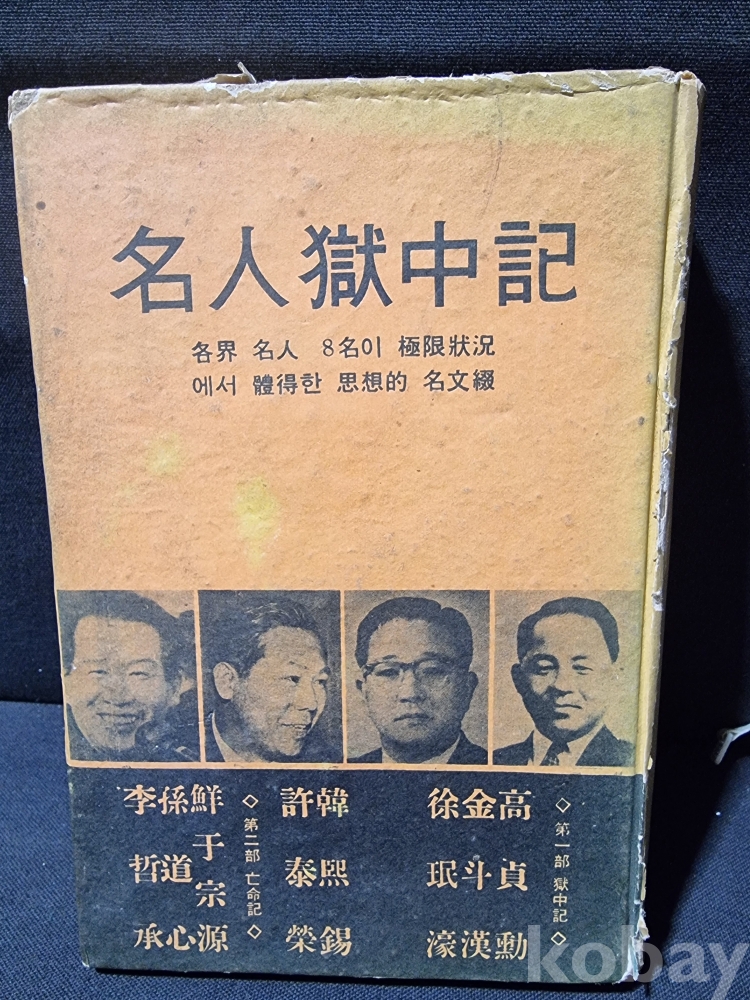 名人獄中記
各界 名人 8名이 極限狀況
에서 體得한 思想的 名文綴
◇ 第一部 獄中記 ◇
高貞勳
金斗漢
徐珉濠
韓熙錫
許泰榮
◇ 第二部 亡命記 ◇
鮮于宗源
孫道心
李哲承
kobay